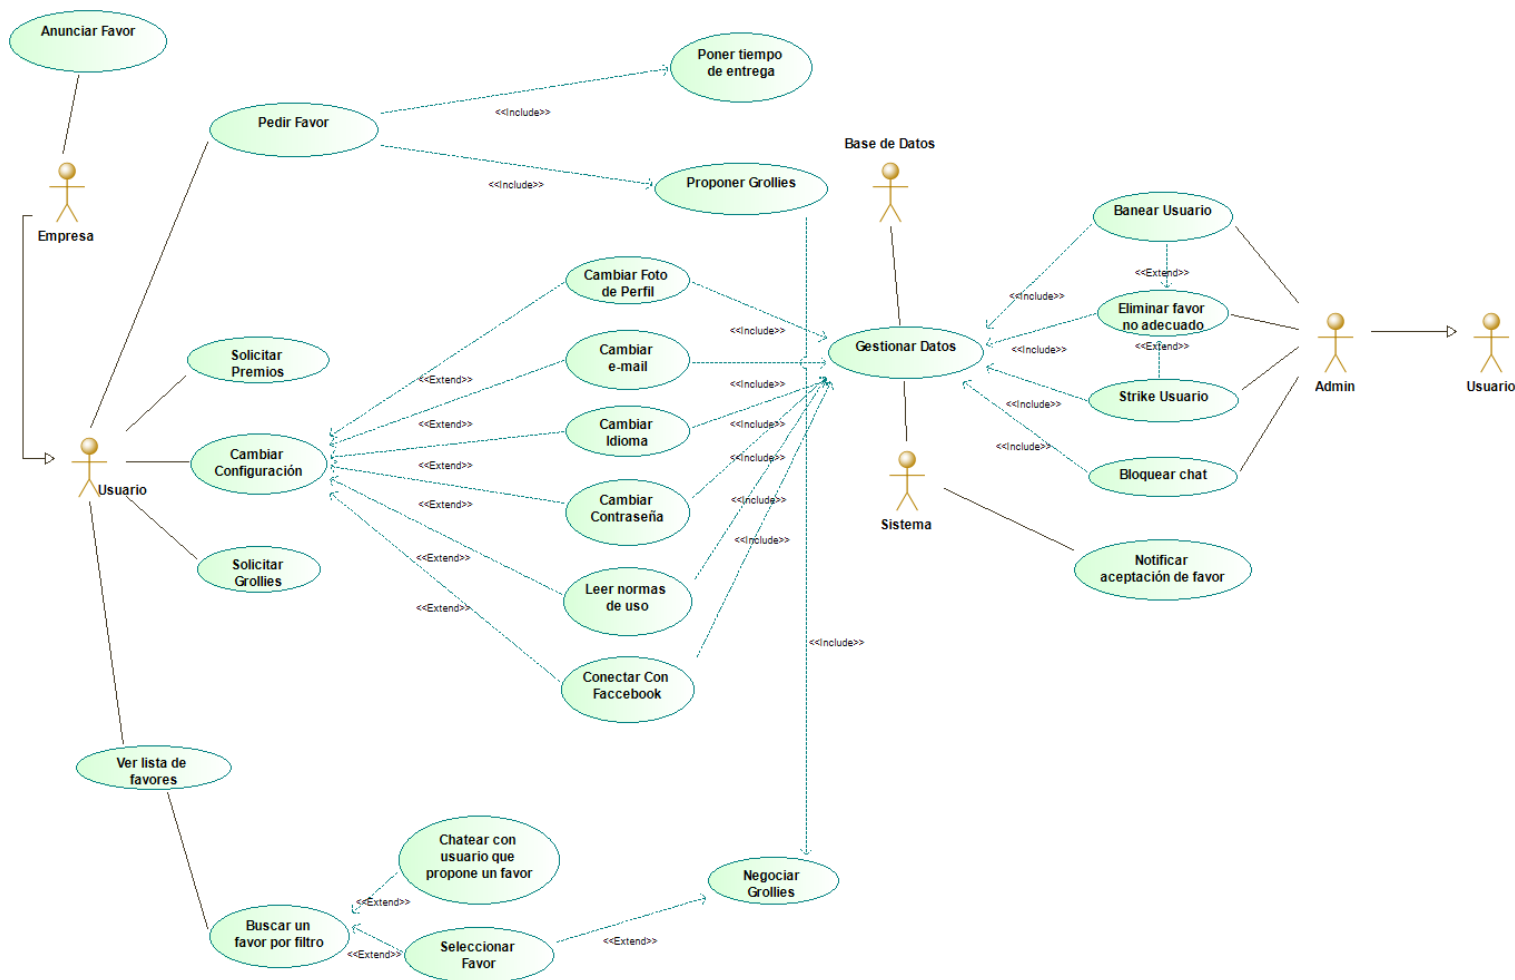 Anunciar Favor
Poner tiempo
de entrega
<<Include>>
Pedir Favor
Base de Datos
<<Include>>
Proponer Grollies
Banear Usuario
Empresa
<<Extend>>
Cambiar Foto
de Perfil
<<Include>>
Eliminar favor
no adecuado
<<Include>>
Gestionar Datos
<<Include>>
<<Extend>>
Solicitar
Premios
Cambiar
e-mail
<<Extend>>
<<Include>>
Admin
Usuario
Strike Usuario
<<Include>>
<<Extend>>
Cambiar
Idioma
<<Include>>
<<Include>>
Cambiar
Configuración
<<Extend>>
Bloquear chat
Usuario
<<Extend>>
Cambiar
Contraseña
<<Include>>
Sistema
<<Include>>
<<Extend>>
Solicitar
Grollies
Notificar
aceptación de favor
Leer normas
de uso
<<Extend>>
<<Include>>
Conectar Con
Faccebook
Ver lista de
favores
Chatear con
usuario que
propone un favor
Negociar
Grollies
<<Extend>>
Buscar un
favor por filtro
<<Extend>>
<<Extend>>
Seleccionar
Favor